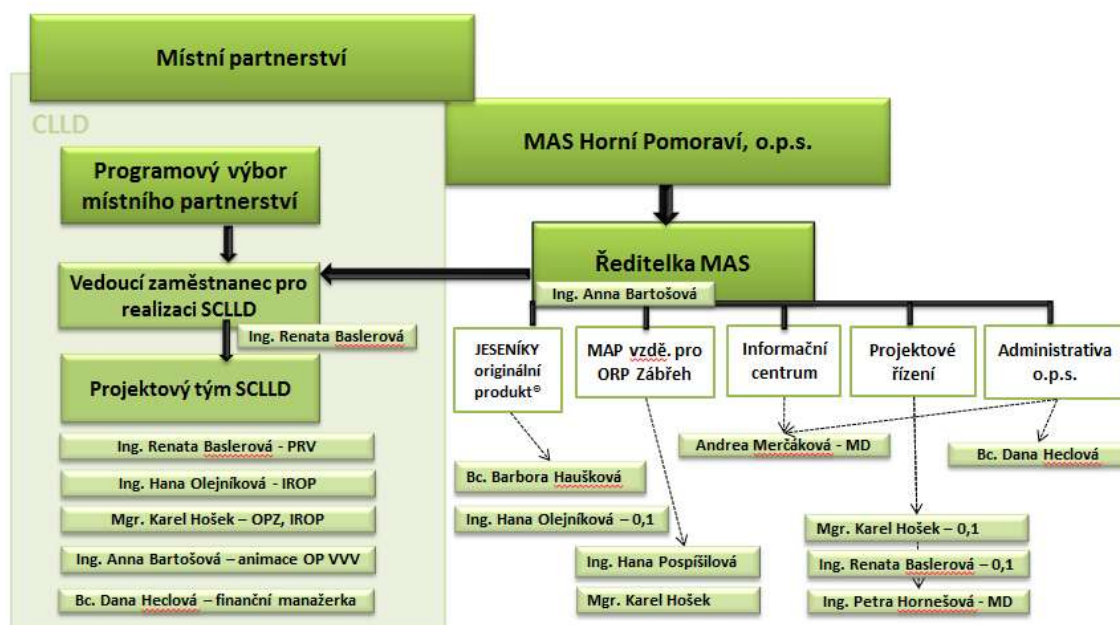 Místní partnerství
CLLD
MAS Horní Pomoraví, o.p.s.
Programový výbor
místního partnerství
Vedoucí zaměstnanec pro
realizaci SCLLD
Ing. Renata Baslerová
Projektový tým SCLLD
Ing. Renata Baslerová - PRV
Ing. Hana Olejníková - IROP
Mgr. Karel Hošek – OPZ, IROP
Ing. Anna Bartošová – animace OP VVV
Bc. Dana Heclová – finanční manažerka
Ředitelka MAS
Ing. Anna Bartošová
JESENÍKY
originální
produkt®
MAP vzdě. pro
ORP Zábřeh
Informační
centrum
Projektové
řízení
Administrativa
o.p.s.
Andrea Merčáková - MD
Bc. Dana Heclová
Bc. Barbora Haušková
Ing. Hana Olejníková – 0,1
Mgr. Karel Hošek – 0,1
Ing. Hana Pospíšilová
Ing. Renata Baslerová – 0,1
Mgr. Karel Hošek
Ing. Petra Hornešová - MD